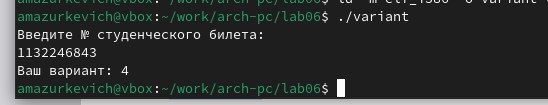 amazurkevich@vbox:~/work/arch-pc/lab06$ ./variant
Введите № студенческого билета:
1132246843
Ваш вариант: 4
amazurkevich@vbox:~/work/arch-pc/lab06$